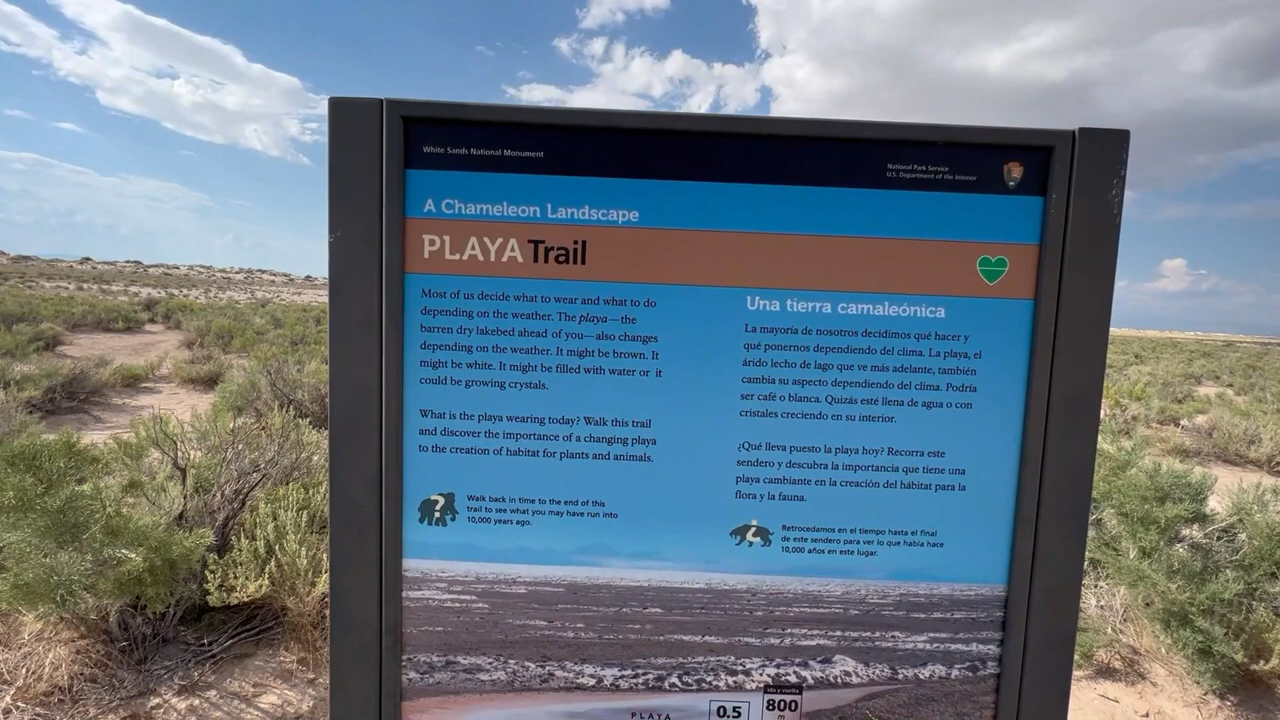 White Sands National Monument
National Park Service
U.S. Department of the Interior
A Chameleon Landscape
PLAYA Trail
Most of us decide what to wear and what to do
depending on the weather. The playa—the
barren dry lakebed ahead of you—also changes
depending on the weather. It might be brown. It
might be white. It might be filled with water or it
could be growing crystals.
What is the playa wearing today? Walk this trail
and discover the importance of a changing playa
to the creation of habitat for plants and animals.
?
Walk back in time to the end of this
trail to see what you may have run into
10,000 years ago.
Una tierra camaleónica
La mayoría de nosotros decidimos qué hacer y
qué ponernos dependiendo del clima. La playa, el
árido lecho de lago que ve más adelante, también
cambia su aspecto dependiendo del clima. Podría
ser café o blanca. Quizás esté llena de agua o con
cristales creciendo en su interior.
¿Qué lleva puesto la playa hoy? Recorra este
sendero y descubra la importancia que tiene una
playa cambiante en la creación del hábitat para la
flora y la fauna.
¿
Retrocedamos en el tiempo hasta el final
de este sendero para ver lo que había hace
10,000 años en este lugar.
PLAYA
0.5
ida y vuelta
800
m